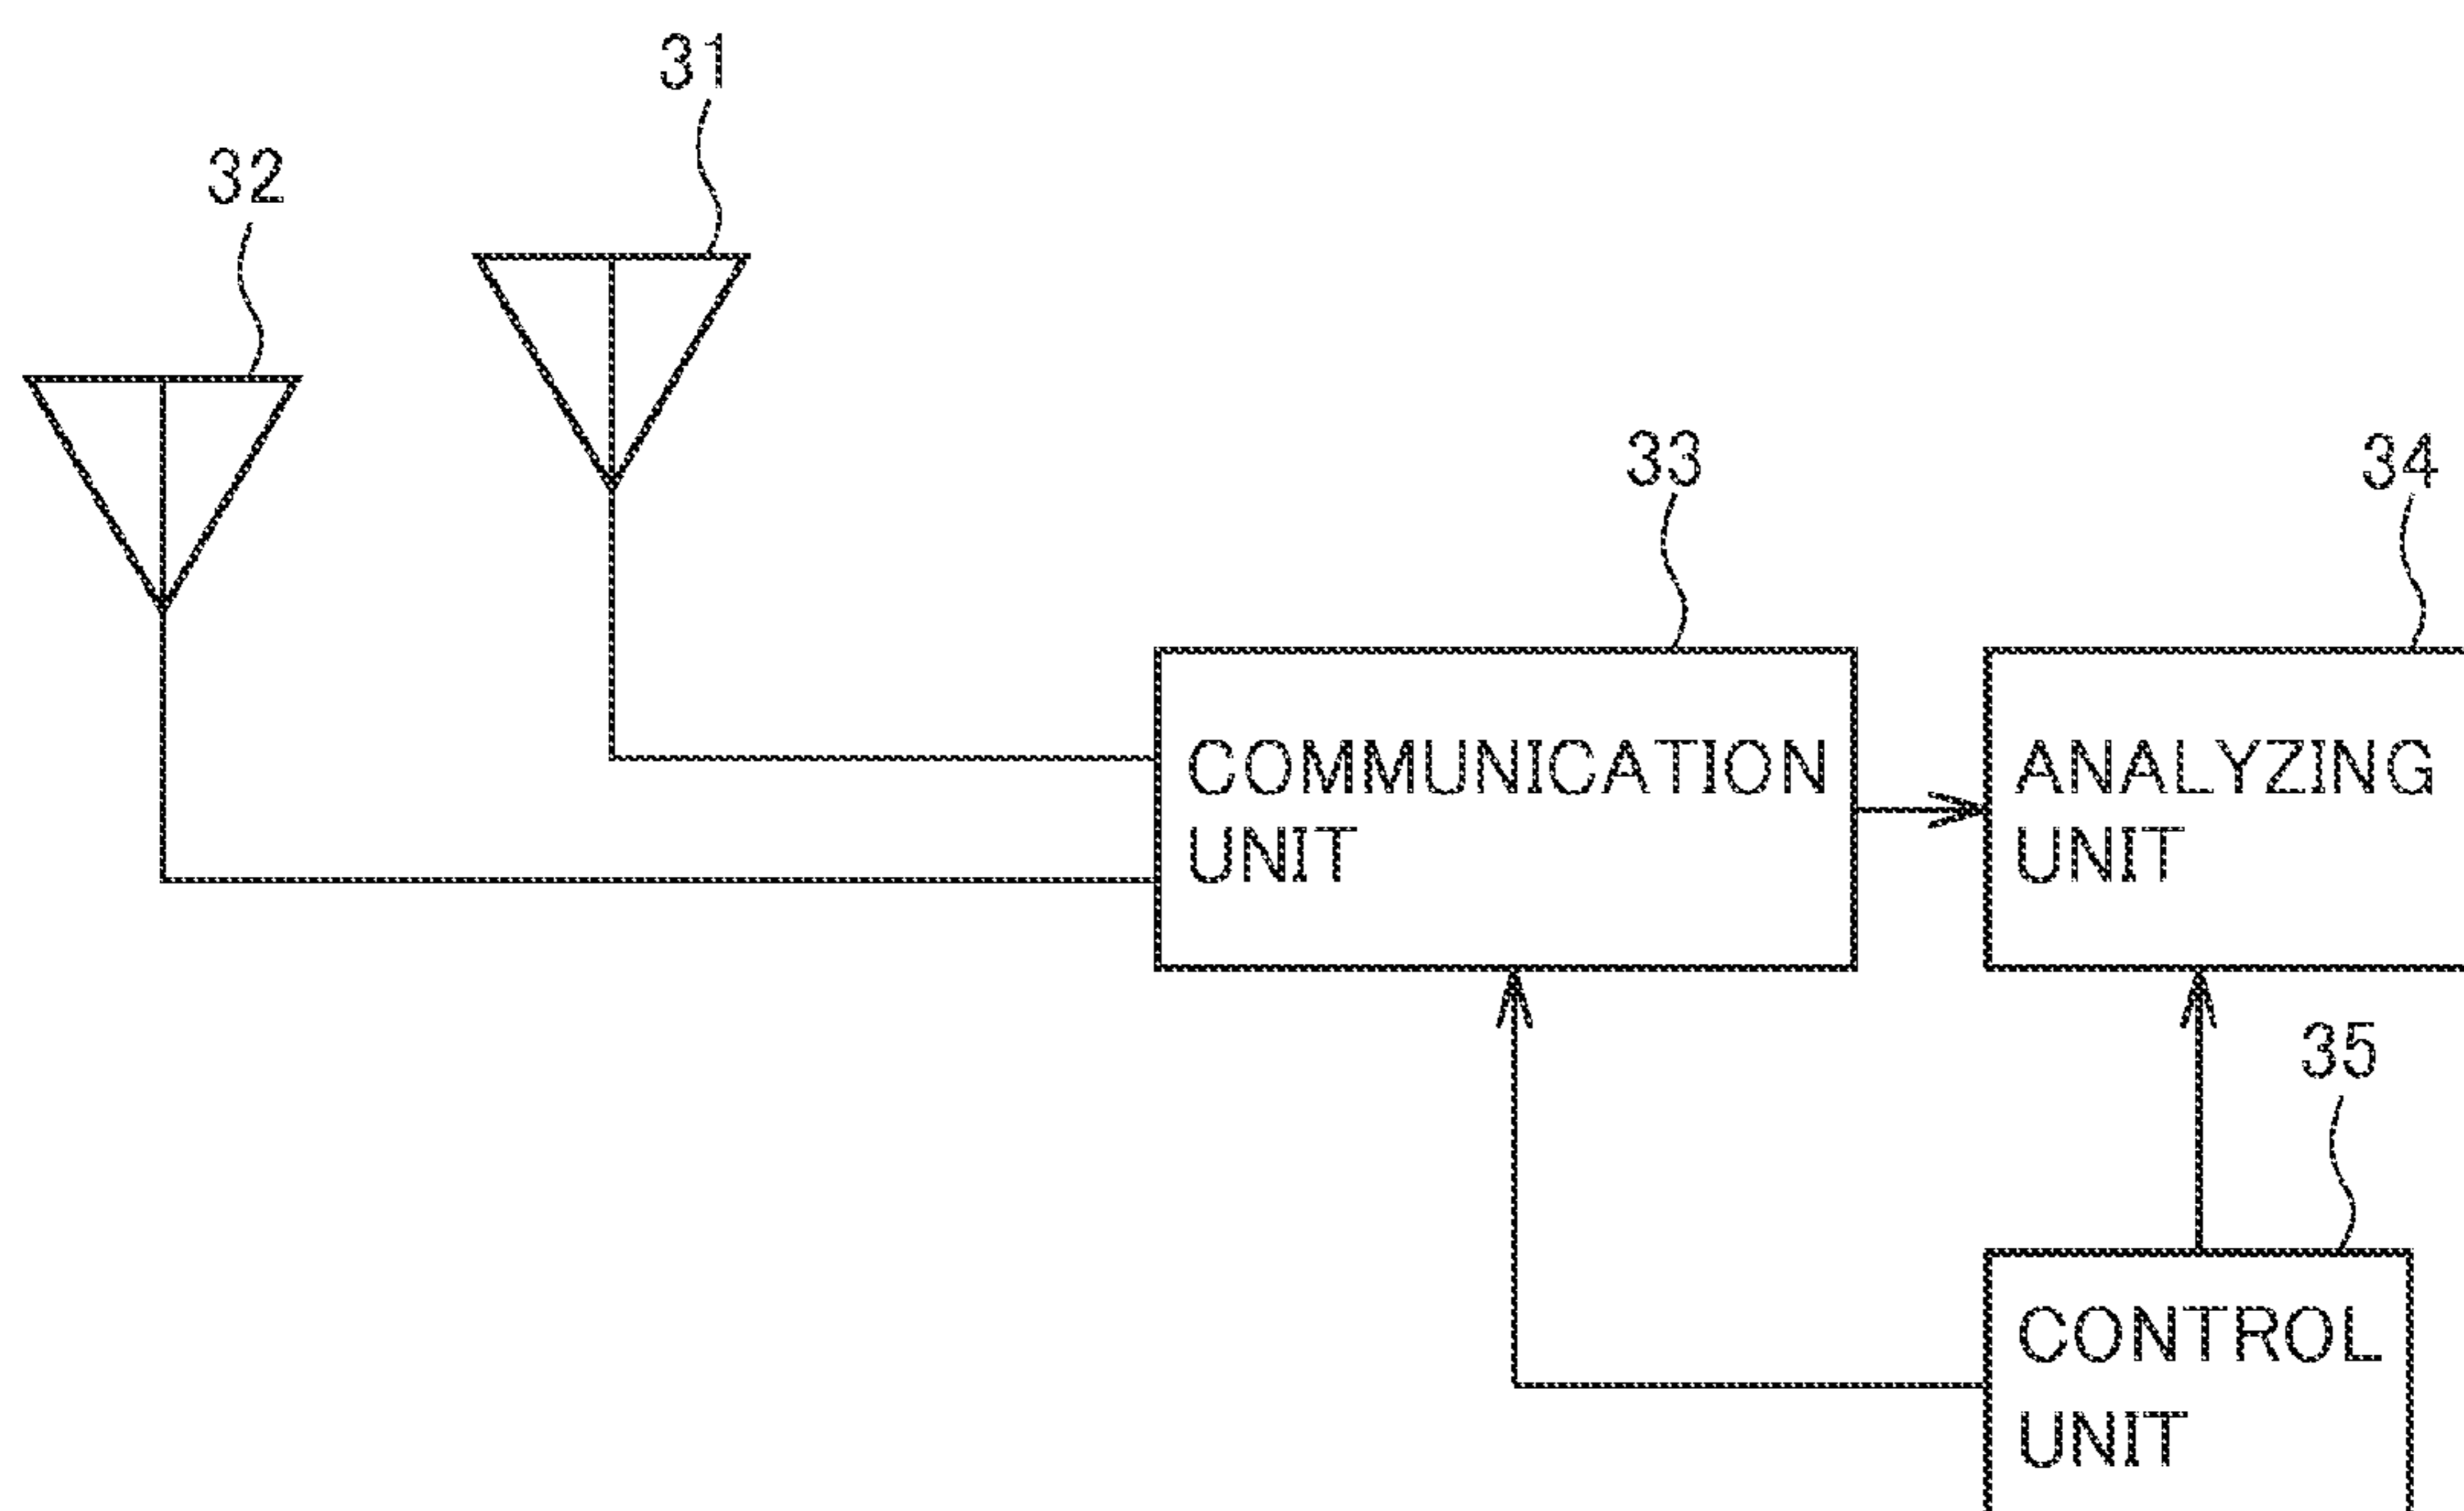 31
32
33
34
COMMUNICATION
UNIT
ANALYZING
UNIT
35
CONTROL
UNIT